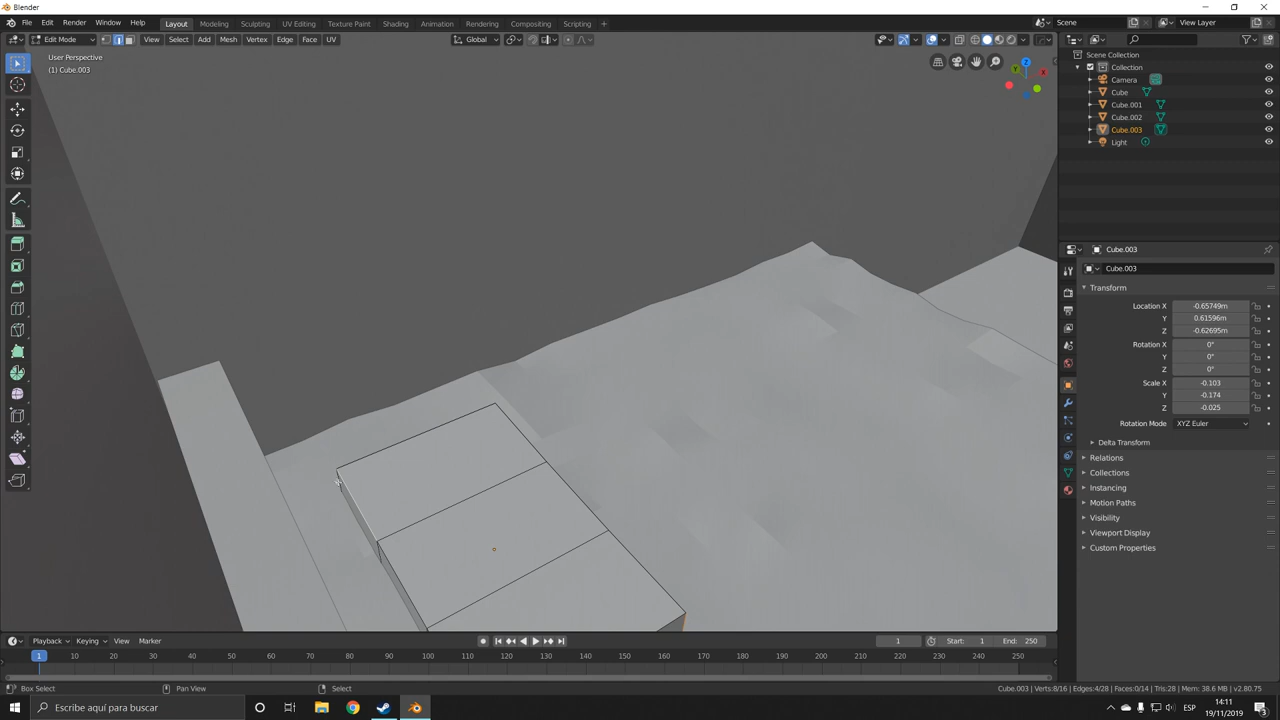 Blender
File Edit Render Window Help Layout Modeling Sculpting UV Editing Texture Paint Shading Animation Rendering Compositing Scripting + Scene View Layer
Edit Mode View Select Add Mesh Vertex Edge Face UV Global
User Perspective
(1) Cube.003
Z
Y
X
Scene Collection
Collection
Camera
Cube
Cube.001
Cube.002
Cube.003
Light
Cube.003
Cube.003
Transform
Location X -0.65749m
Y 0.61596m
Z -0.62695m
Rotation X 0°
Y 0°
Z 0°
Scale X -0.103
Y -0.174
Z -0.025
Rotation Mode XYZ Euler
Delta Transform
Relations
Collections
Instancing
Motion Paths
Visibility
Viewport Display
Custom Properties
Playback Keying View Marker 1 Start: 1 End: 250
1 10 20 30 40 50 60 70 80 90 100 110 120 130 140 150 160 170 180 190 200 210 220 230 240 250
Box Select Pan View Select Cube.003 | Verts:8/16 | Edges:4/28 | Faces:0/14 | Tris:28 | Mem: 38.6 MB | v2.80.75
Escribe aquí para buscar
ESP
14:11
19/11/2019
3